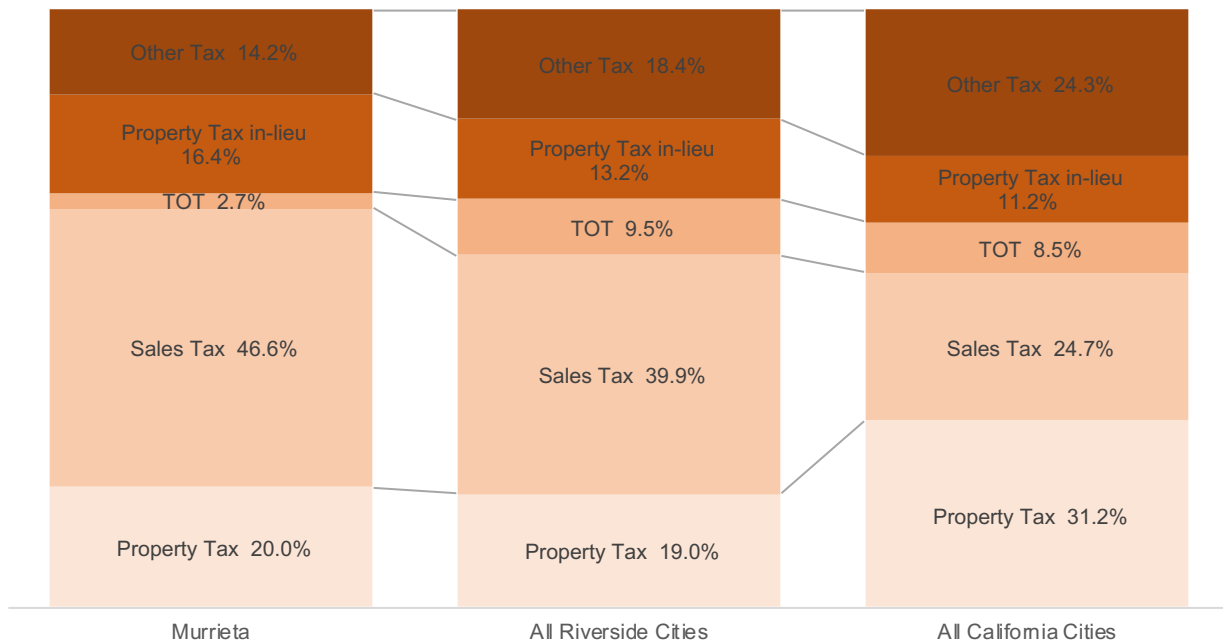 Other Tax 14.2%
Property Tax in-lieu
16.4%
TOT 2.7%
Sales Tax 46.6%
Property Tax 20.0%
Murrieta
Other Tax 18.4%
Property Tax in-lieu
13.2%
TOT 9.5%
Sales Tax 39.9%
Property Tax 19.0%
All Riverside Cities
Other Tax 24.3%
Property Tax in-lieu
11.2%
TOT 8.5%
Sales Tax 24.7%
Property Tax 31.2%
All California Cities